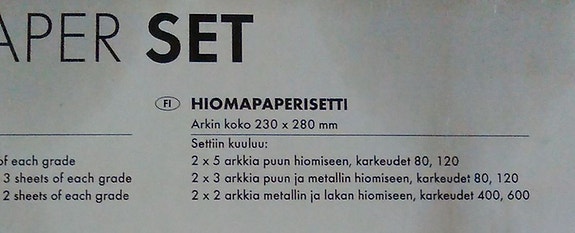 APER SET
FI HIOMAPAPERISETTI
Arkin koko 230 x 280 mm
Settiin kuuluu:
of each grade
2 x 5 arkkia puun hiomiseen, karkeudet 80, 120
3 sheets of each grade
2 x 3 arkkia puun ja metallin hiomiseen, karkeudet 80, 120
2 sheets of each grade
2 x 2 arkkia metallin ja lakan hiomiseen, karkeudet 400, 600